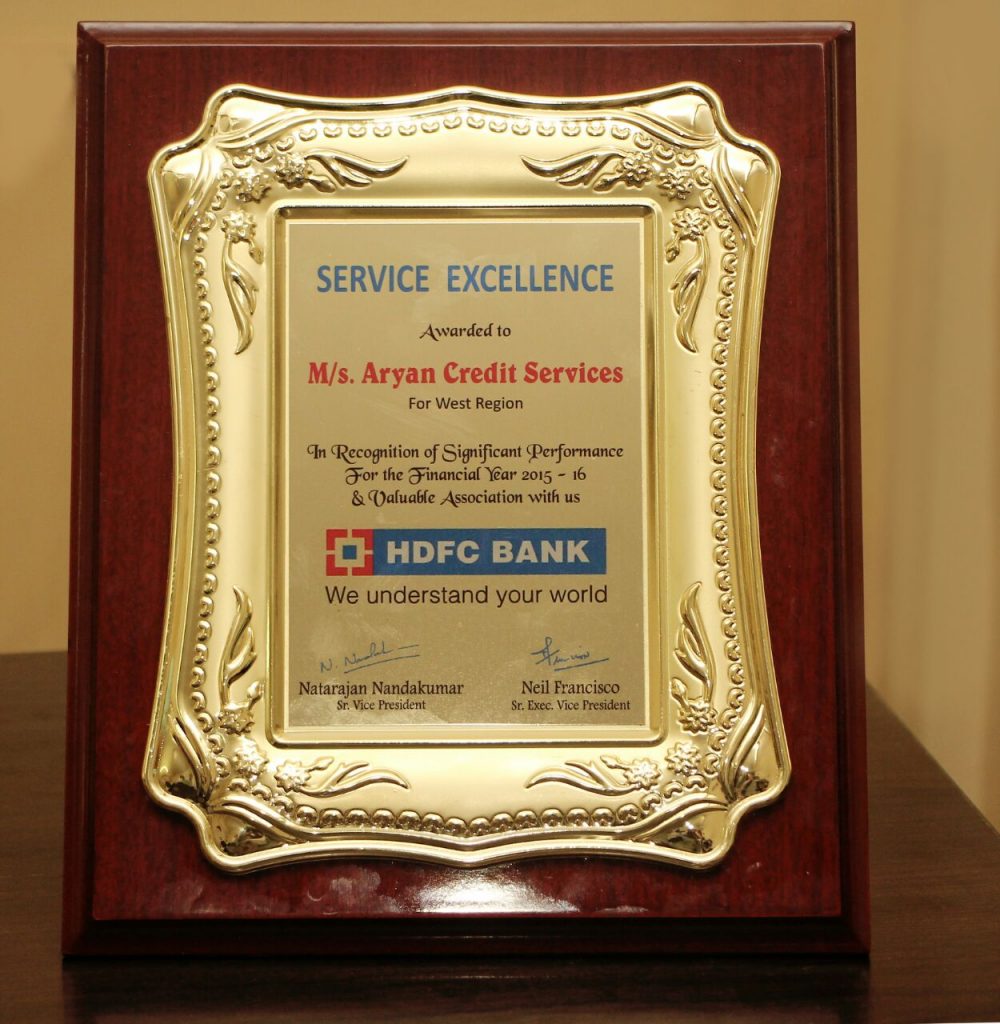 SERVICE EXCELLENCE
Awarded to
M/s. Aryan Credit Services
For West Region
In Recognition of Significant Performance
For the Financial Year 2015 - 16
& Valuable Association with us
HDFC BANK
We understand your world
Natarajan Nandakumar
Sr. Vice President
Neil Francisco
Sr. Exec. Vice President